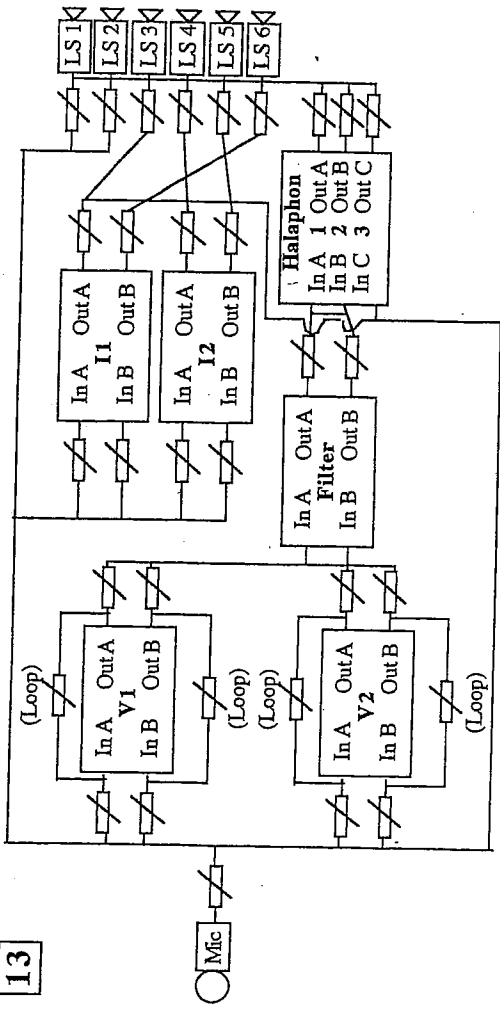 13
Mic
(Loop)
In A Out A
V1
In B Out B
(Loop)
(Loop)
In A Out A
V2
In B Out B
(Loop)
In A Out A
Filter
In B Out B
In A Out A
I1
In B Out B
In A Out A
I2
In B Out B
Halaphon
In A 1 Out A
In B 2 Out B
In C 3 Out C
LS 1
LS 2
LS 3
LS 4
LS 5
LS 6